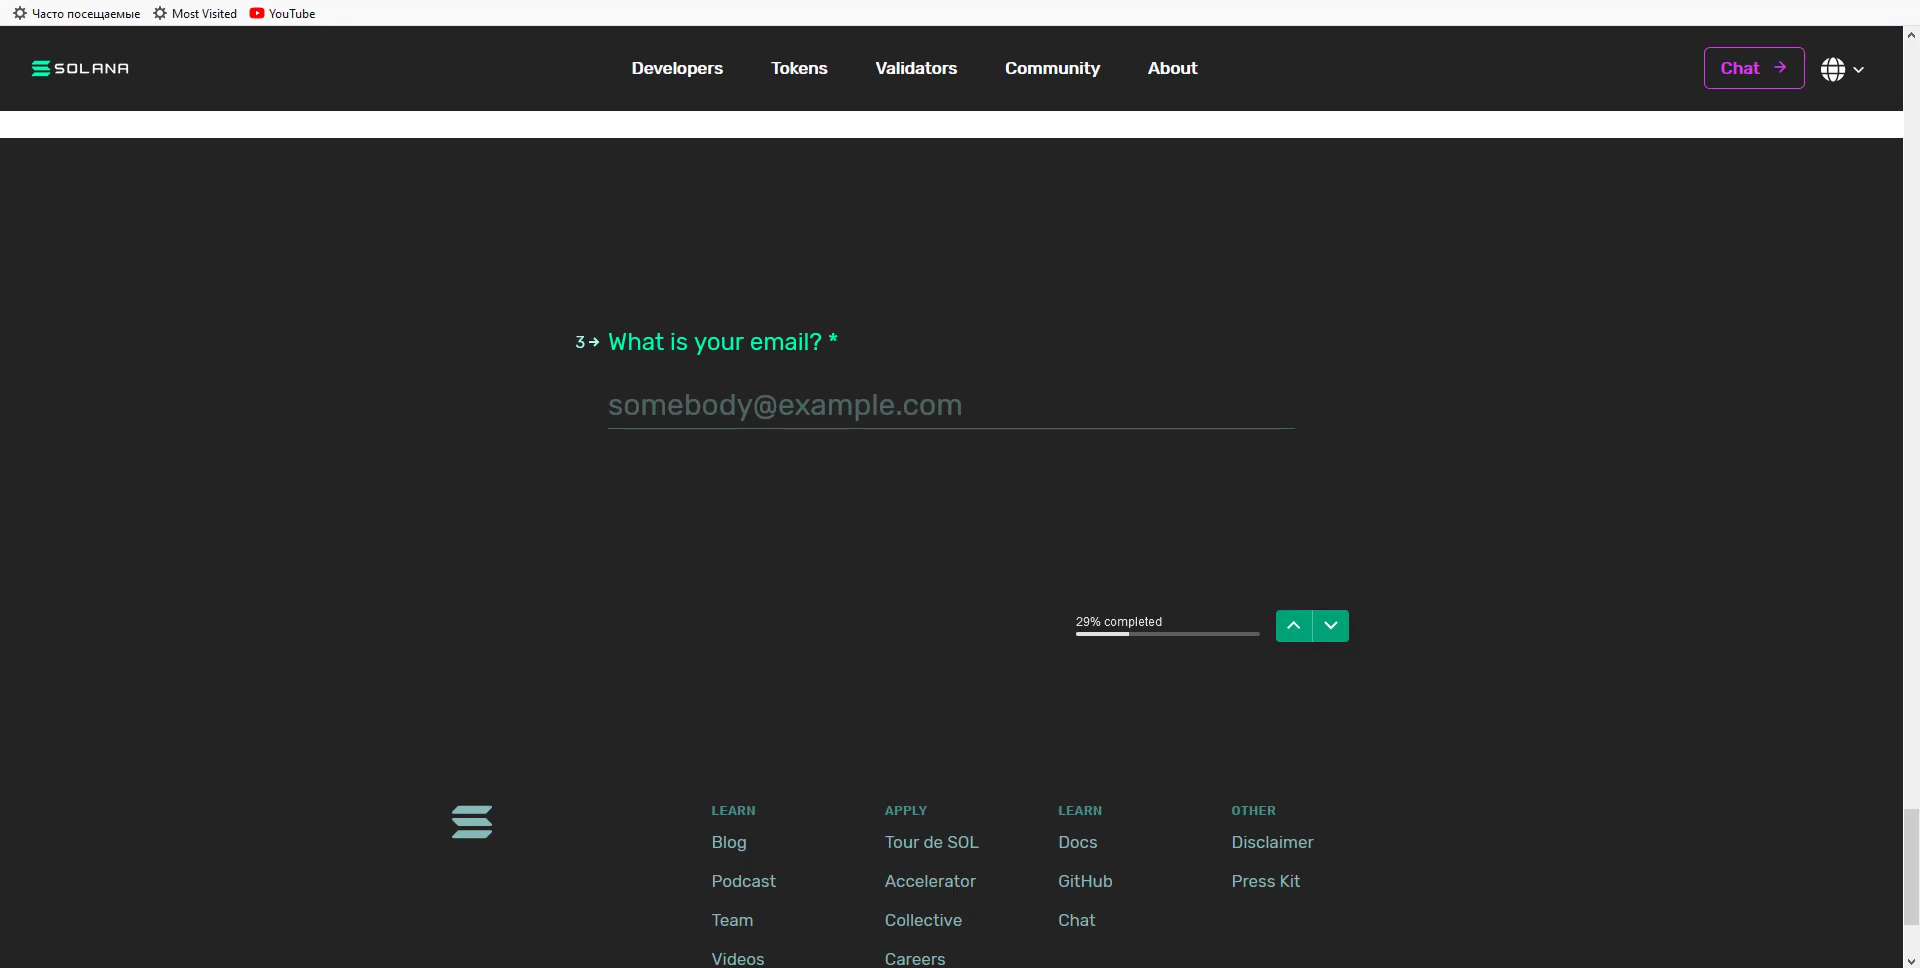 Часто посещаемые Most Visited YouTube
SOLANA Developers Tokens Validators Community About Chat
3 What is your email? *
somebody@example.com
29% completed
LEARN APPLY LEARN OTHER
Blog Tour de SOL Docs Disclaimer
Podcast Accelerator GitHub Press Kit
Team Collective Chat
Videos Careers